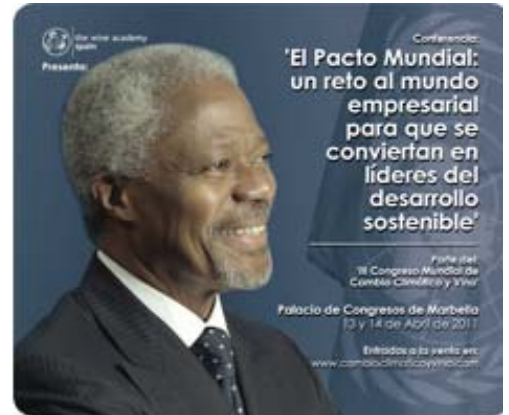 the wine academy
spain
Presenta:
Conferencia:
'El Pacto Mundial:
un reto al mundo
empresarial
para que se
conviertan en
líderes del
desarrollo
sostenible'
Parte del:
'III Congreso Mundial de
Cambio Climático y Vino'
Palacio de Congresos de Marbella
13 y 14 de Abril de 2011
Entradas a la venta en:
www.cambioclimaticoyvino.com